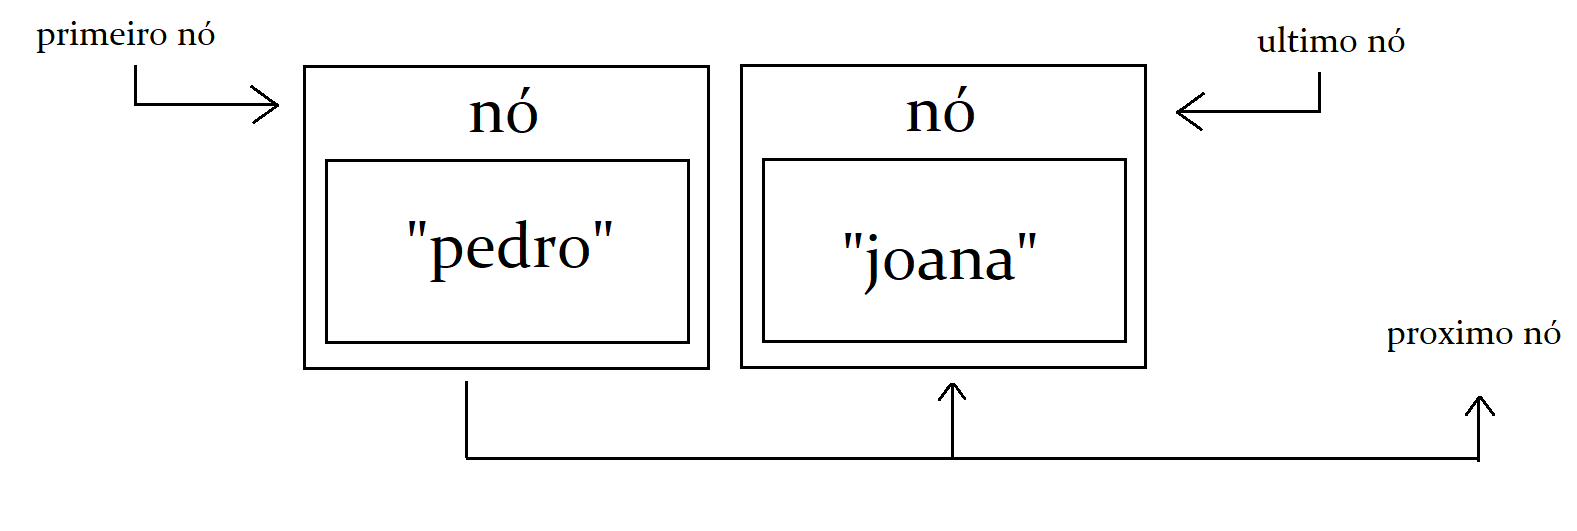 primeiro nó
ultimo nó
nó
nó
"pedro"
"joana"
proximo nó